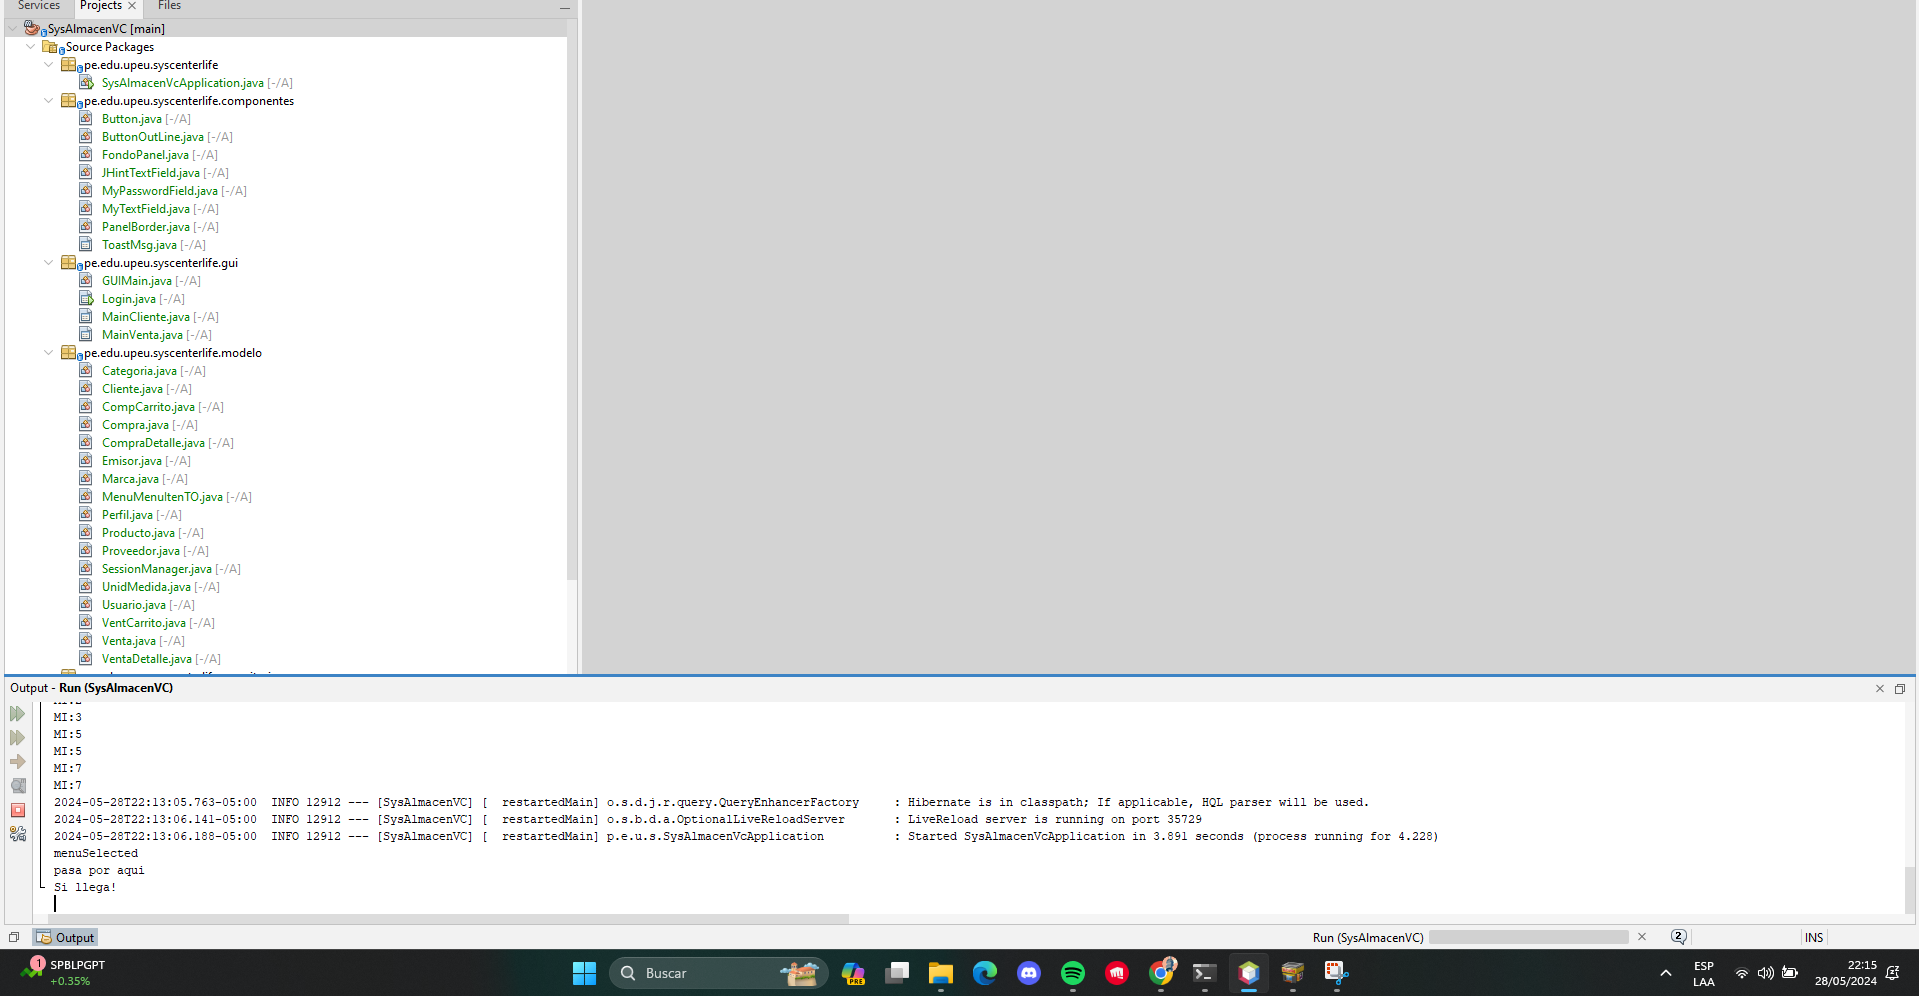 Services Projects Files
SysAlmacenVC [main]
Source Packages
pe.edu.upeu.syscenterlife
SysAlmacenVcApplication.java [-/A]
pe.edu.upeu.syscenterlife.componentes
Button.java [-/A]
ButtonOutLine.java [-/A]
FondoPanel.java [-/A]
JHintTextField.java [-/A]
MyPasswordField.java [-/A]
MyTextField.java [-/A]
PanelBorder.java [-/A]
ToastMsg.java [-/A]
pe.edu.upeu.syscenterlife.gui
GUIMain.java [-/A]
Login.java [-/A]
MainCliente.java [-/A]
MainVenta.java [-/A]
pe.edu.upeu.syscenterlife.modelo
Categoria.java [-/A]
Cliente.java [-/A]
CompCarrito.java [-/A]
Compra.java [-/A]
CompraDetalle.java [-/A]
Emisor.java [-/A]
Marca.java [-/A]
MenuMenuItenTO.java [-/A]
Perfil.java [-/A]
Producto.java [-/A]
Proveedor.java [-/A]
SessionManager.java [-/A]
UnidMedida.java [-/A]
Usuario.java [-/A]
VentCarrito.java [-/A]
Venta.java [-/A]
VentaDetalle.java [-/A]
Output - Run (SysAlmacenVC)
MI:3
MI:5
MI:5
MI:7
MI:7
2024-05-28T22:13:05.763-05:00  INFO 12912 --- [SysAlmacenVC] [  restartedMain] o.s.d.j.r.query.QueryEnhancerFactory     : Hibernate is in classpath; If applicable, HQL parser will be used.
2024-05-28T22:13:06.141-05:00  INFO 12912 --- [SysAlmacenVC] [  restartedMain] o.s.b.d.a.OptionalLiveReloadServer       : LiveReload server is running on port 35729
2024-05-28T22:13:06.188-05:00  INFO 12912 --- [SysAlmacenVC] [  restartedMain] p.e.u.s.SysAlmacenVcApplication          : Started SysAlmacenVcApplication in 3.891 seconds (process running for 4.228)
menuSelected
pasa por aqui
Si llega!
Output Run (SysAlmacenVC) 2 INS
1 SPBLPGPT
+0.35%
Buscar
PRE
ESP
LAA
22:15
28/05/2024